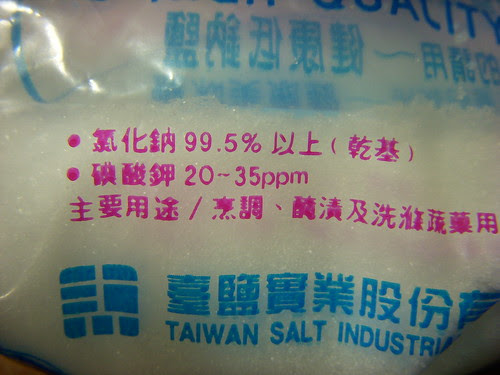 QUALITY
健康低鈉鹽
• 氯化鈉 99.5% 以上 ( 乾基 )
• 碘酸鉀 20~35ppm
主要用途 / 烹調、醃漬及洗滌蔬菓用
臺鹽實業股份有
TAIWAN SALT INDUSTRI